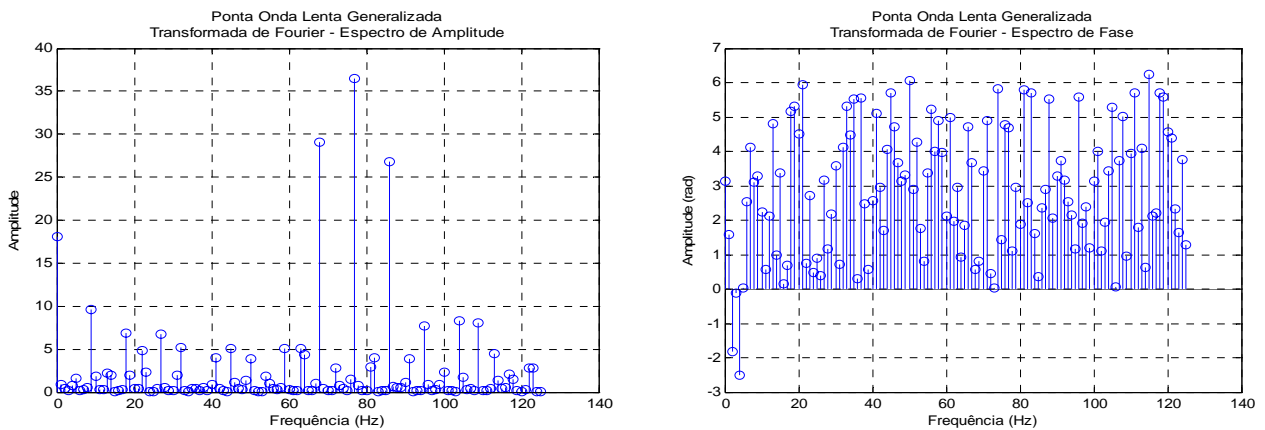 Ponta Onda Lenta Generalizada
Transformada de Fourier - Espectro de Amplitude
40
35
30
25
20
15
10
5
0
Amplitude
0 20 40 60 80 100 120 140
Frequência (Hz)
Ponta Onda Lenta Generalizada
Transformada de Fourier - Espectro de Fase
7
6
5
4
3
2
1
0
-1
-2
-3
Amplitude (rad)
0 20 40 60 80 100 120 140
Frequência (Hz)